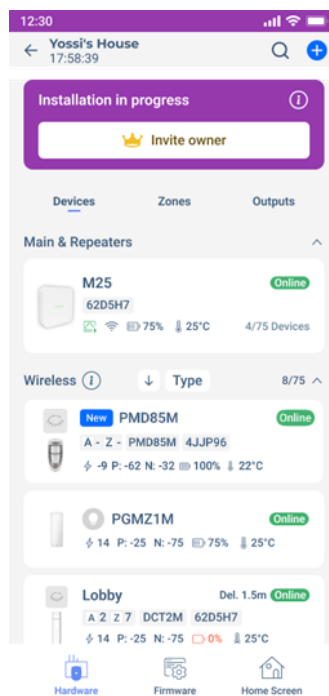 12:30
Yossi's House
17:58:39
Installation in progress
Invite owner
Devices Zones Outputs
Main & Repeaters
M25 Online
62D5H7
75% 25°C 4/75 Devices
Wireless Type 8/75
New PMD85M Online
A - Z - PMD85M 4JJP96
-9 P: -62 N: -32 100% 22°C
PGMZ1M Online
14 P: -25 N: -75 75% 25°C
Lobby Del. 1.5m Online
A 2 Z 7 DCT2M 62D5H7
14 P: -25 N: -75 0% 25°C
Hardware Firmware Home Screen